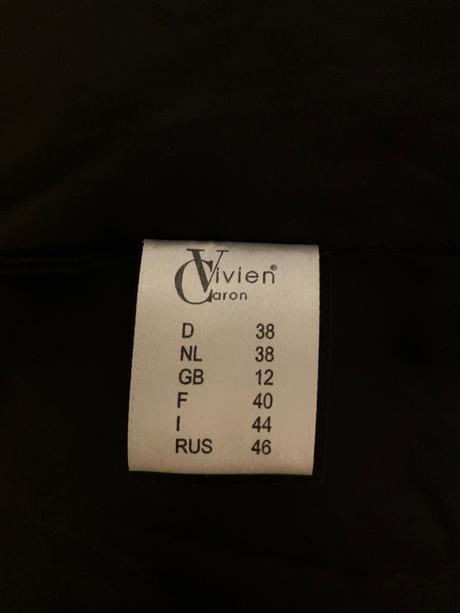 Vivien®
Caron
D 38
NL 38
GB 12
F 40
I 44
RUS 46